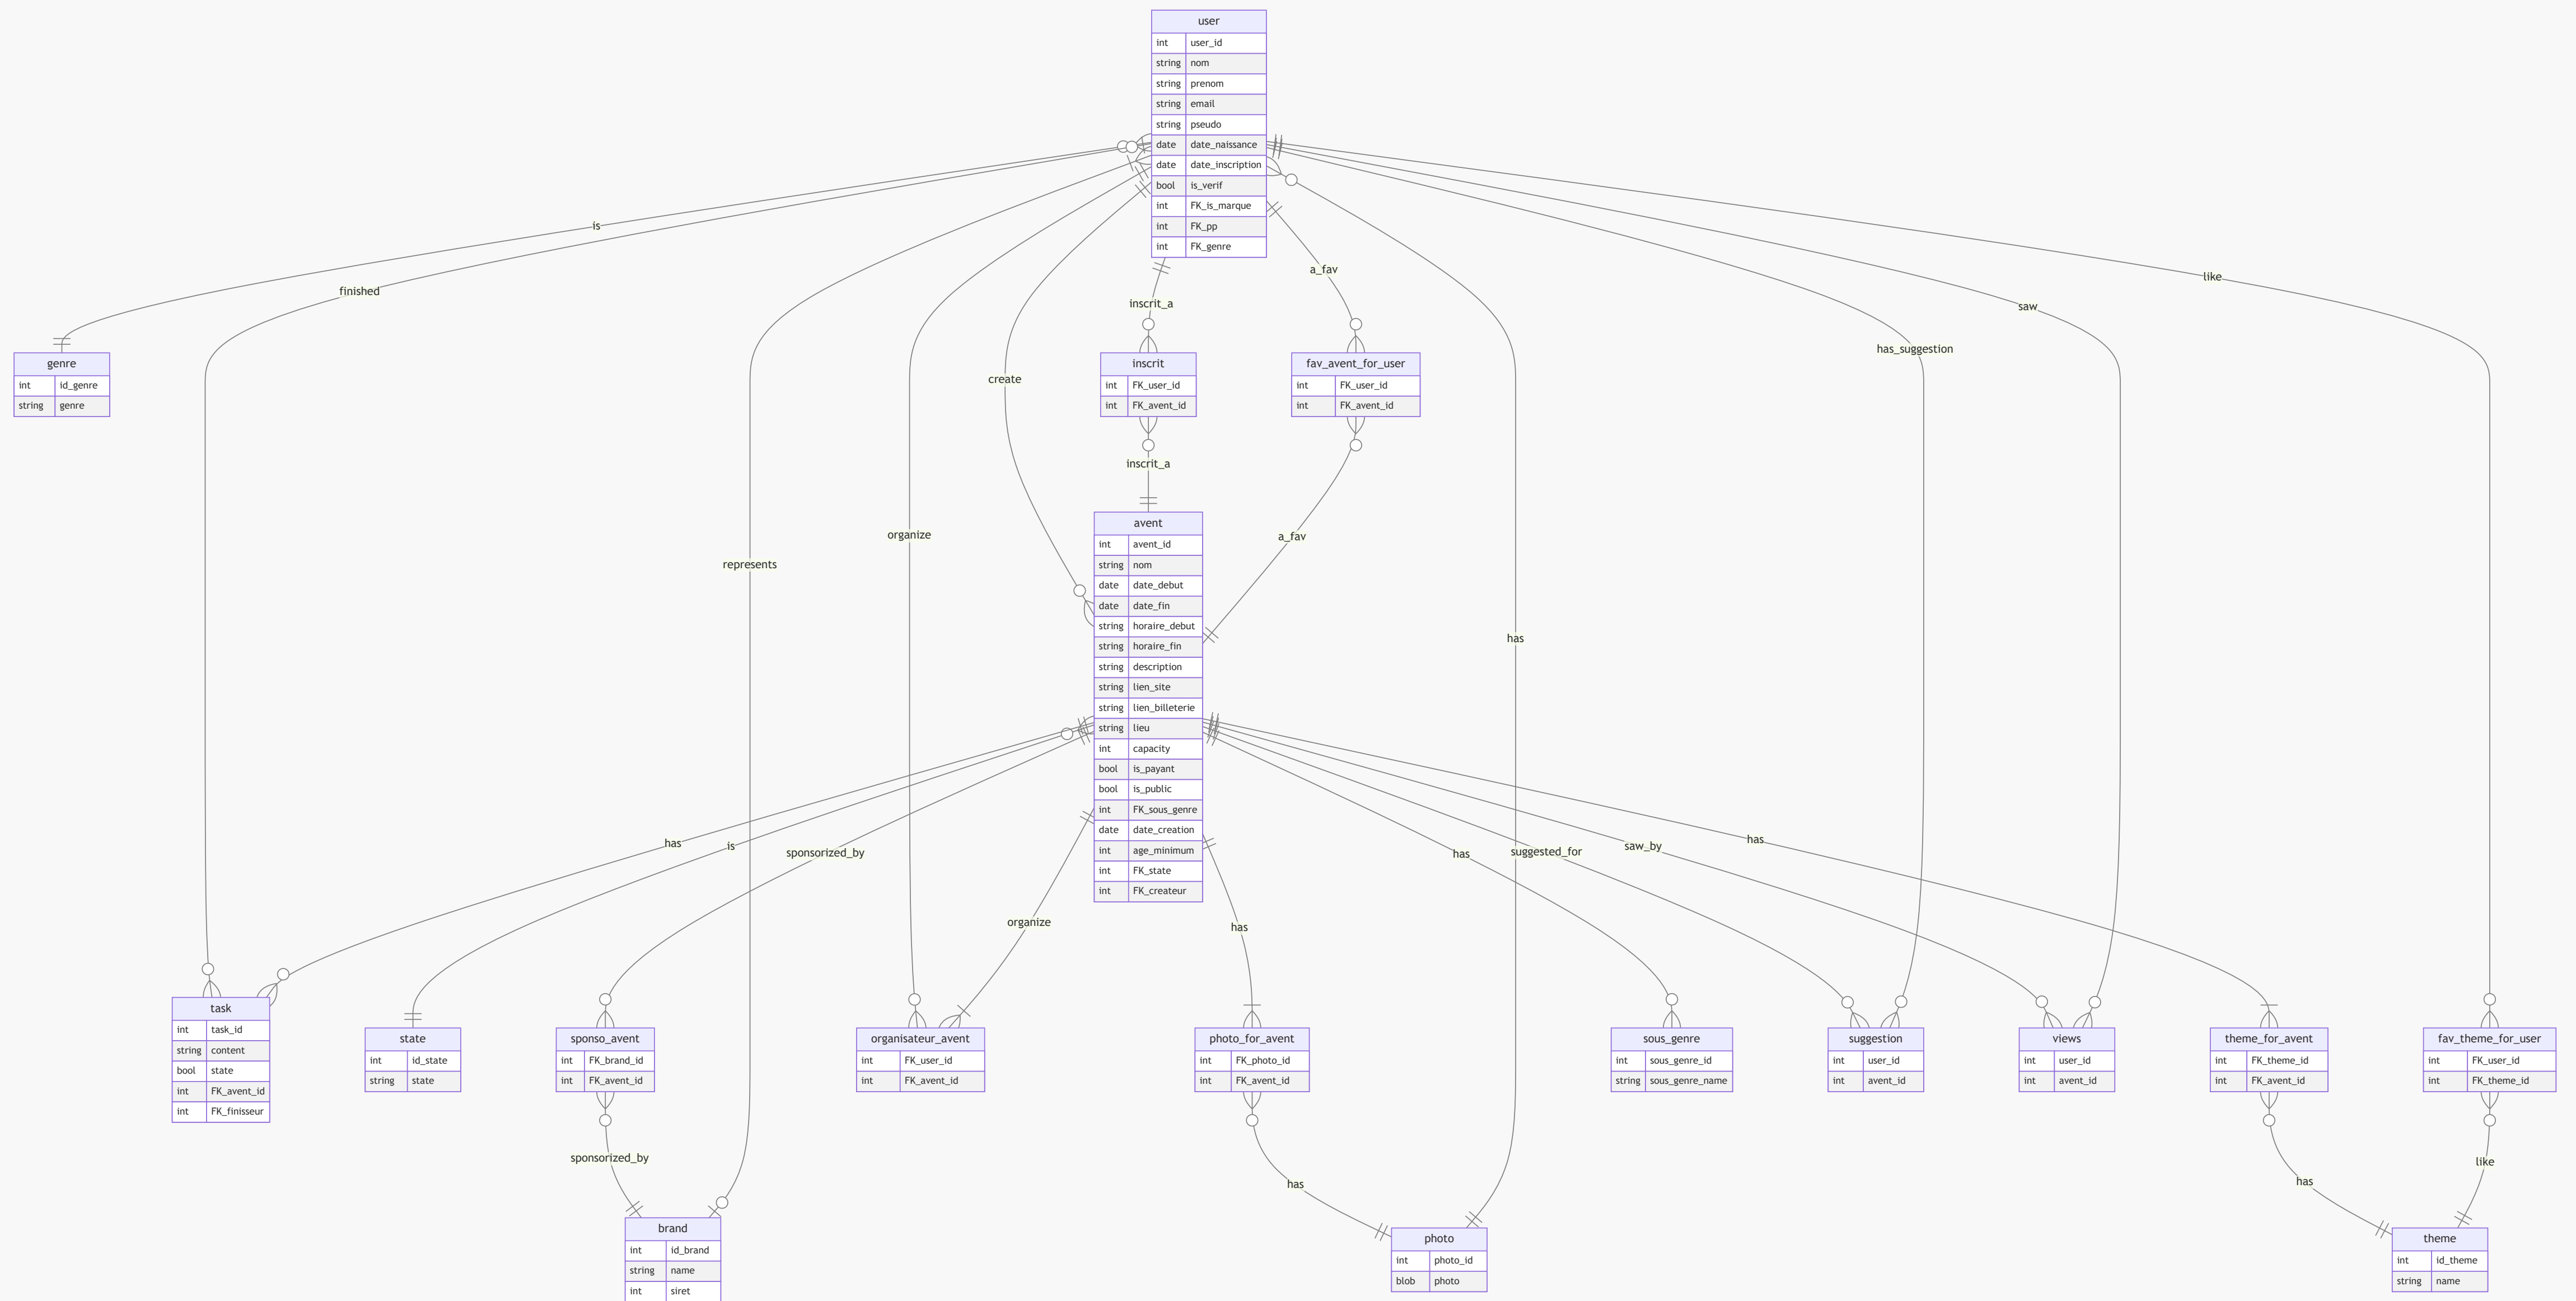 user
int user_id
string nom
string prenom
string email
string pseudo
date date_naissance
date date_inscription
bool is_verif
int FK_is_marque
int FK_pp
int FK_genre
is
finished
represents
organize
create
inscrit_a
a_fav
has
has_suggestion
saw
like
genre
int id_genre
string genre
inscrit
int FK_user_id
int FK_avent_id
fav_avent_for_user
int FK_user_id
int FK_avent_id
inscrit_a
a_fav
avent
int avent_id
string nom
date date_debut
date date_fin
string horaire_debut
string horaire_fin
string description
string lien_site
string lien_billeterie
string lieu
int capacity
bool is_payant
bool is_public
int FK_sous_genre
date date_creation
int age_minimum
int FK_state
int FK_createur
has
is
sponsorized_by
organize
has
has
suggested_for
saw_by
has
task
int task_id
string content
bool state
int FK_avent_id
int FK_finisseur
state
int id_state
string state
sponso_avent
int FK_brand_id
int FK_avent_id
organisateur_avent
int FK_user_id
int FK_avent_id
photo_for_avent
int FK_photo_id
int FK_avent_id
sous_genre
int sous_genre_id
string sous_genre_name
suggestion
int user_id
int avent_id
views
int user_id
int avent_id
theme_for_avent
int FK_theme_id
int FK_avent_id
fav_theme_for_user
int FK_user_id
int FK_theme_id
sponsorized_by
has
has
like
brand
int id_brand
string name
int siret
photo
int photo_id
blob photo
theme
int id_theme
string name